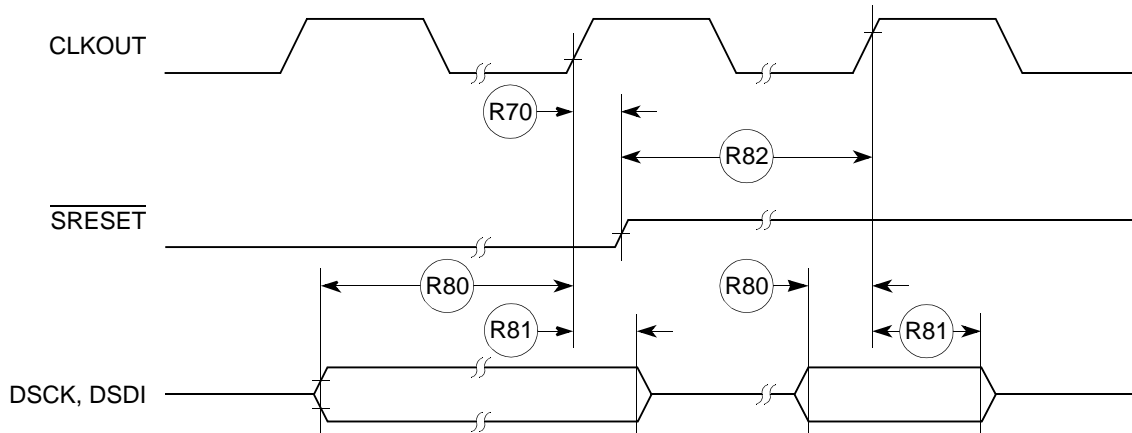 CLKOUT
R70
R82
SRESET
R80
R80
R81
R81
DSCK, DSDI